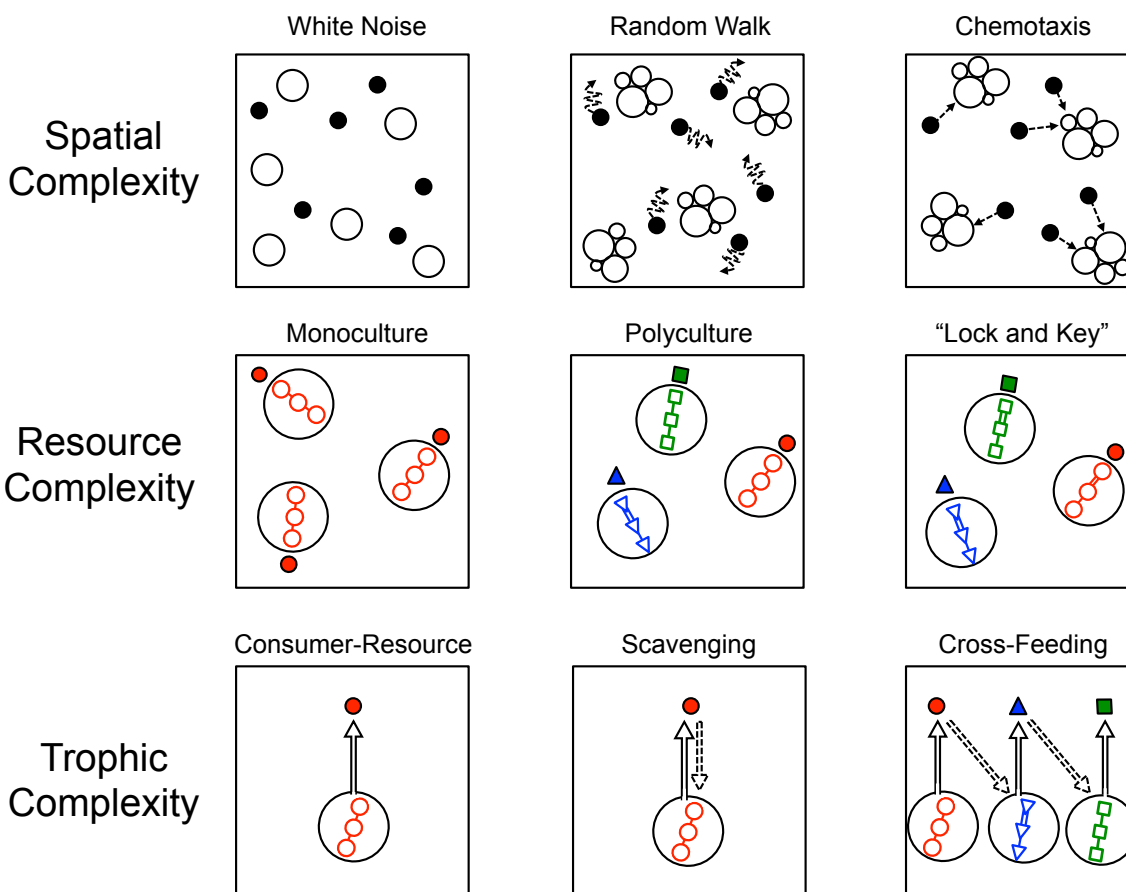 White Noise
Random Walk
Chemotaxis
Spatial
Complexity
Monoculture
Polyculture
“Lock and Key”
Resource
Complexity
Consumer-Resource
Scavenging
Cross-Feeding
Trophic
Complexity